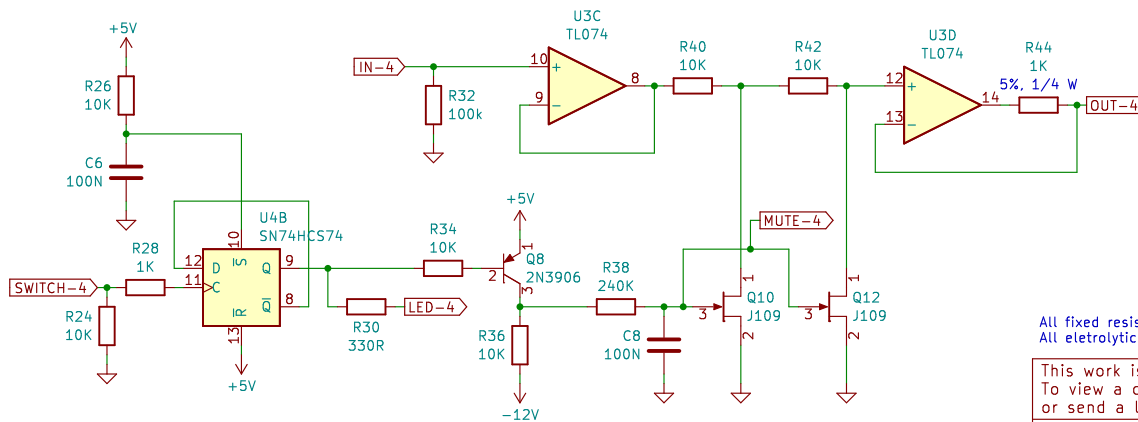 U3C
TL074
U3D
TL074
+5V
R26
10K
IN-4
10
+
9
−
8
R32
100k
R40
10K
R42
10K
12
+
13
−
14
R44
1K
5%, 1/4 W
OUT-4
C6
100N
U4B
SN74HCS74
10
S
12
D
Q
9
11
C
Q
8
R
13
+5V
R28
1K
SWITCH-4
R24
10K
R34
10K
R30
330R
LED-4
+5V
1
2
3
Q8
2N3906
R36
10K
-12V
R38
240K
C8
100N
MUTE-4
1
3
2
Q10
J109
1
3
2
Q12
J109
All fixed resis
All eletrolytic
This work is
To view a c
or send a l